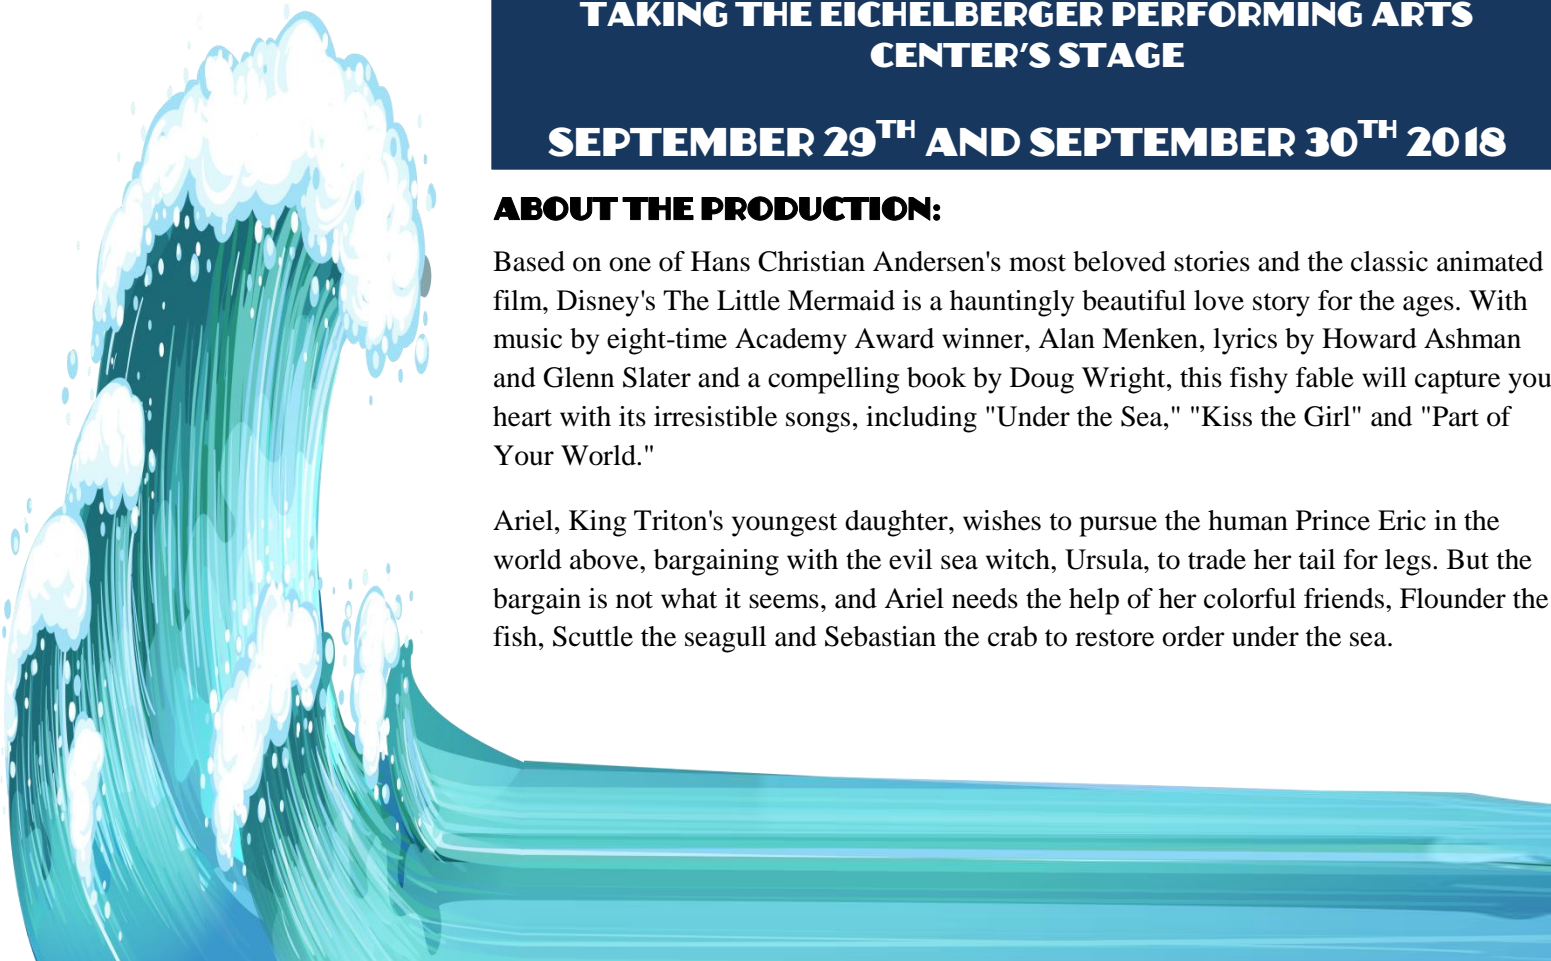 TAKING THE EICHELBERGER PERFORMING ARTS
CENTER'S STAGE
SEPTEMBER 29TH AND SEPTEMBER 30TH 2018
ABOUT THE PRODUCTION:
Based on one of Hans Christian Andersen's most beloved stories and the classic animated
film, Disney's The Little Mermaid is a hauntingly beautiful love story for the ages. With
music by eight-time Academy Award winner, Alan Menken, lyrics by Howard Ashman
and Glenn Slater and a compelling book by Doug Wright, this fishy fable will capture you
heart with its irresistible songs, including "Under the Sea," "Kiss the Girl" and "Part of
Your World."
Ariel, King Triton's youngest daughter, wishes to pursue the human Prince Eric in the
world above, bargaining with the evil sea witch, Ursula, to trade her tail for legs. But the
bargain is not what it seems, and Ariel needs the help of her colorful friends, Flounder the
fish, Scuttle the seagull and Sebastian the crab to restore order under the sea.